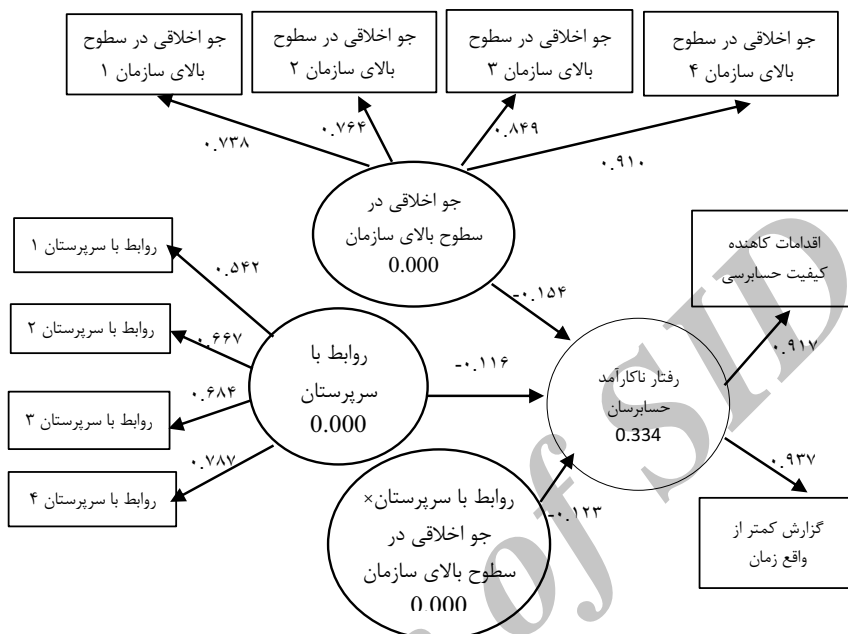 جو اخلاقی در سطوح
بالای سازمان ۱
جو اخلاقی در سطوح
بالای سازمان ۲
جو اخلاقی در سطوح
بالای سازمان ۳
جو اخلاقی در سطوح
بالای سازمان ۴
۰.۷۳۸
۰.۷۶۴
۰.۸۴۹
۰.۹۱۰
جو اخلاقی در
سطوح بالای سازمان
0.000
روابط با سرپرستان ۱
روابط با سرپرستان ۲
روابط با سرپرستان ۳
روابط با سرپرستان ۴
۰.۵۴۲
۰.۶۶۷
۰.۶۸۴
۰.۷۸۷
روابط با
سرپرستان
0.000
-۰.۱۵۴
-۰.۱۱۶
-۰.۱۲۳
روابط با سرپرستان×
جو اخلاقی در
سطوح بالای سازمان
0.000
رفتار ناکارآمد
حسابرسان
0.334
۰.۹۱۷
۰.۹۳۷
اقدامات کاهنده
کیفیت حسابرسی
گزارش کمتر از
واقع زمان
of SID